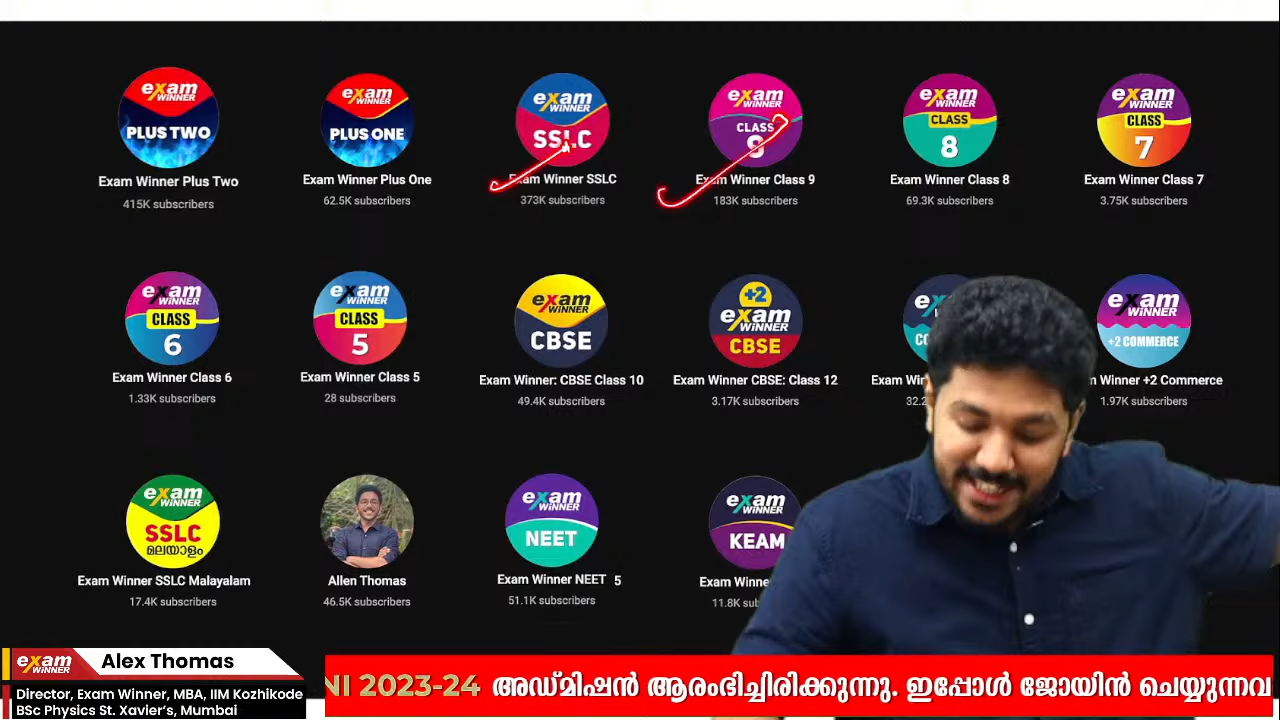 exam WINNER PLUS TWO
Exam Winner Plus Two
415K subscribers
exam WINNER PLUS ONE
Exam Winner Plus One
62.5K subscribers
exam WINNER SSLC
Exam Winner SSLC
373K subscribers
exam WINNER CLASS 9
Exam Winner Class 9
183K subscribers
exam WINNER CLASS 8
Exam Winner Class 8
69.3K subscribers
exam WINNER CLASS 7
Exam Winner Class 7
3.75K subscribers
exam WINNER CLASS 6
Exam Winner Class 6
1.33K subscribers
exam WINNER CLASS 5
Exam Winner Class 5
28 subscribers
exam WINNER CBSE
Exam Winner: CBSE Class 10
49.4K subscribers
+2 exam WINNER CBSE
Exam Winner CBSE: Class 12
3.17K subscribers
Exam
32.2
exam WINNER +2 COMMERCE
Winner +2 Commerce
1.97K subscribers
exam WINNER SSLC മലയാളം
Exam Winner SSLC Malayalam
17.4K subscribers
Allen Thomas
46.5K subscribers
exam WINNER NEET
Exam Winner NEET 5
51.1K subscribers
exam WINNER KEAM
Exam Winne
11.8K sub
exam WINNER
Alex Thomas
Director, Exam Winner, MBA, IIM Kozhikode
BSc Physics St. Xavier's, Mumbai
NI 2023-24 അഡ്മിഷൻ ആരംഭിച്ചിരിക്കുന്നു. ഇപ്പോൾ ജോയിൻ ചെയ്യുന്നവ